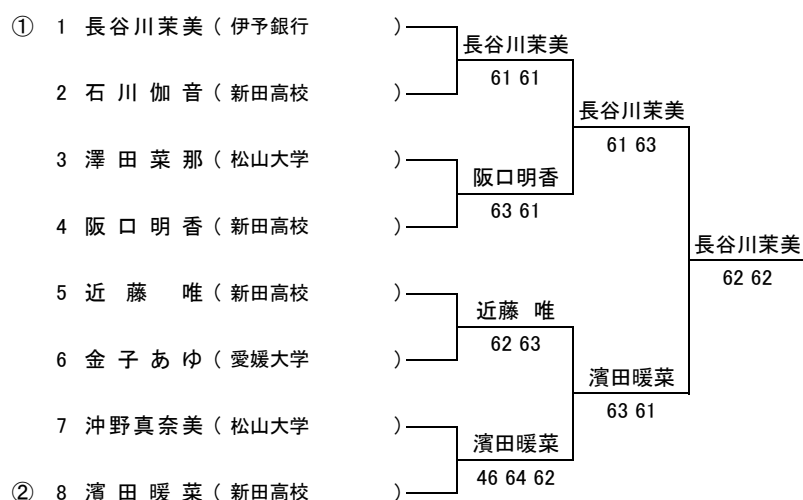 ① 1 長谷川茉美 ( 伊予銀行 )
長谷川茉美
61 61
2 石川伽音 ( 新田高校 )
長谷川茉美
61 63
3 澤田菜那 ( 松山大学 )
阪口明香
63 61
4 阪口明香 ( 新田高校 )
長谷川茉美
62 62
5 近藤 唯 ( 新田高校 )
近藤 唯
62 63
6 金子あゆ ( 愛媛大学 )
濱田暖菜
63 61
7 沖野真奈美 ( 松山大学 )
濱田暖菜
46 64 62
② 8 濱田暖菜 ( 新田高校 )